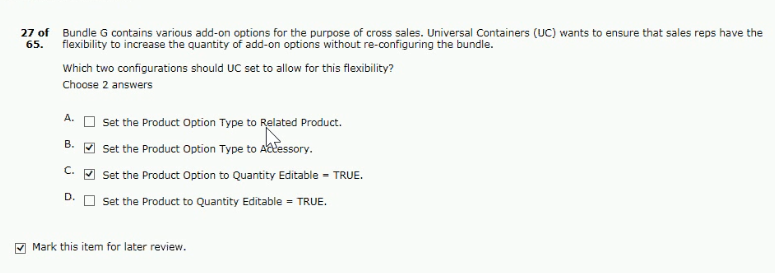 27 of 65. Bundle G contains various add-on options for the purpose of cross sales. Universal Containers (UC) wants to ensure that sales reps have the
flexibility to increase the quantity of add-on options without re-configuring the bundle.
Which two configurations should UC set to allow for this flexibility?
Choose 2 answers
A. Set the Product Option Type to Related Product.
B. Set the Product Option Type to Accessory.
C. Set the Product Option to Quantity Editable = TRUE.
D. Set the Product to Quantity Editable = TRUE.
Mark this item for later review.